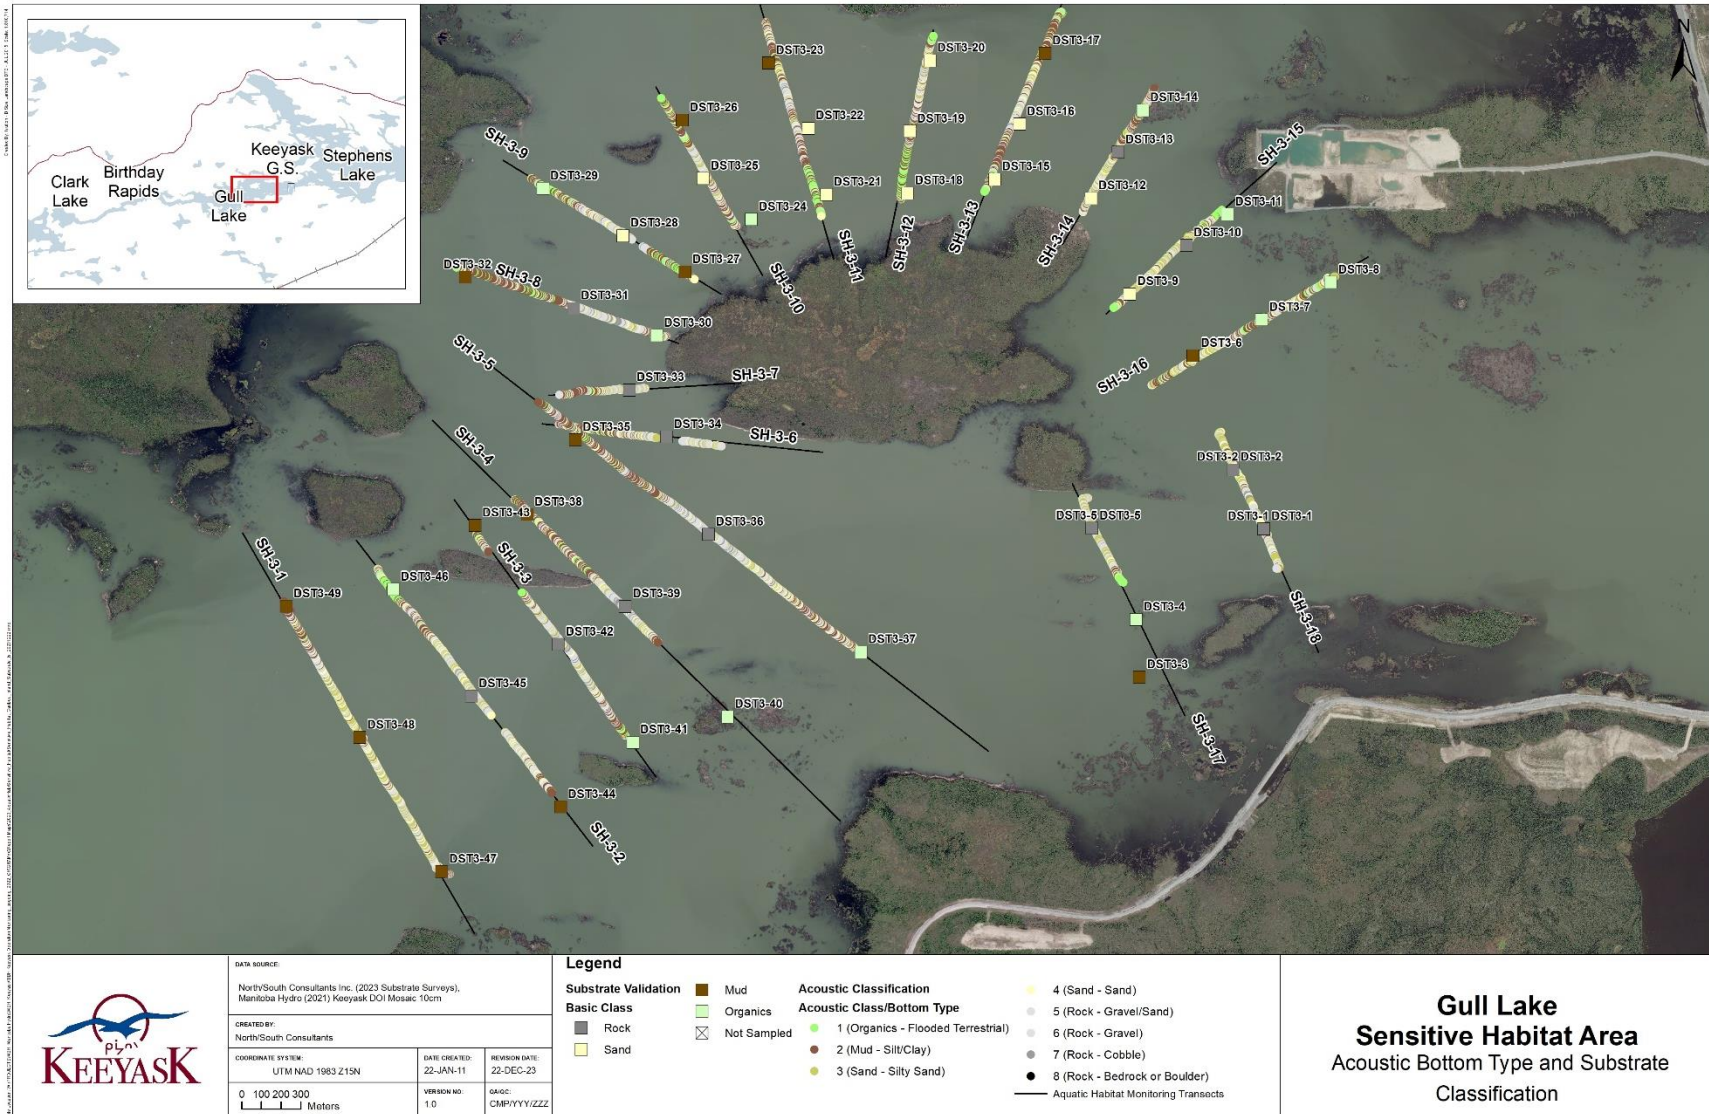 Clark
Lake
Birthday
Rapids
Gull
Lake
Keeyask
G.S.
Stephens
Lake
N
DST3-23
DST3-20
DST3-17
DST3-26
DST3-22
DST3-19
DST3-16
DST3-14
SH-3-9
DST3-13
SH-3-15
DST3-29
DST3-25
DST3-21
DST3-18
DST3-15
DST3-12
DST3-28
DST3-24
SH-3-11
SH-3-12
SH-3-13
SH-3-14
DST3-11
DST3-10
DST3-32
SH-3-8
DST3-27
SH-3-10
DST3-9
DST3-8
DST3-31
DST3-30
DST3-7
SH-3-5
DST3-6
DST3-33
SH-3-7
SH-3-16
DST3-35
DST3-34
SH-3-6
SH-3-4
DST3-2
DST3-2
DST3-43
DST3-38
DST3-36
DST3-5
DST3-5
DST3-1
DST3-1
SH-3-1
SH-3-3
DST3-46
DST3-49
DST3-39
DST3-4
SH-3-18
DST3-42
DST3-37
DST3-3
DST3-45
DST3-40
DST3-48
DST3-41
SH-3-17
DST3-44
SH-3-2
DST3-47
KEEYASK
DATA SOURCE:
North/South Consultants Inc. (2023 Substrate Surveys),
Manitoba Hydro (2021) Keeyask DOI Mosaic 10cm
CREATED BY:
North/South Consultants
COORDINATE SYSTEM:
UTM NAD 1983 Z15N
DATE CREATED:
22-JAN-11
REVISION DATE:
22-DEC-23
0 100 200 300
Meters
VERSION NO.
1.0
QA/QC:
CMP/YYY/ZZZ
Legend
Substrate Validation
Basic Class
Rock
Sand
Mud
Organics
Not Sampled
Acoustic Classification
Acoustic Class/Bottom Type
1 (Organics - Flooded Terrestrial)
2 (Mud - Silt/Clay)
3 (Sand - Silty Sand)
4 (Sand - Sand)
5 (Rock - Gravel/Sand)
6 (Rock - Gravel)
7 (Rock - Cobble)
8 (Rock - Bedrock or Boulder)
Aquatic Habitat Monitoring Transects
Gull Lake
Sensitive Habitat Area
Acoustic Bottom Type and Substrate
Classification